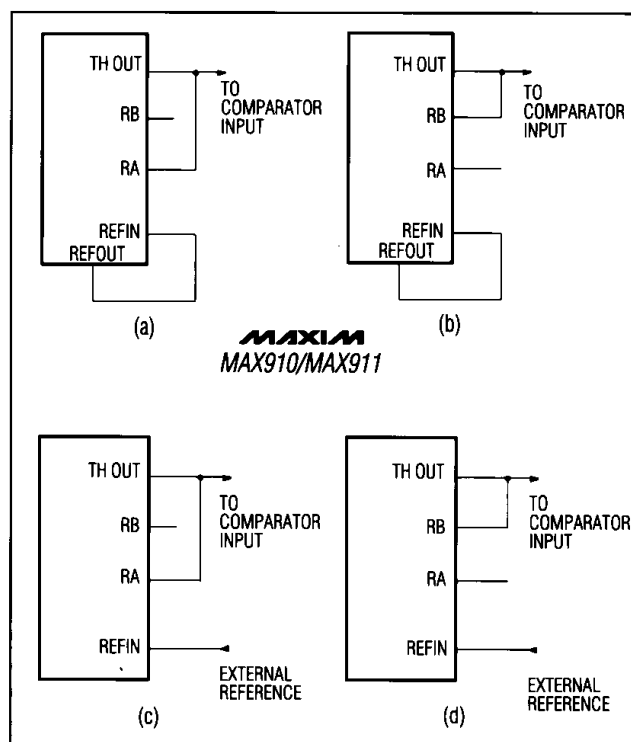 TH OUT
TO
COMPARATOR
INPUT
RB
RA
REFIN
REFOUT
(a)
TH OUT
TO
COMPARATOR
INPUT
RB
RA
REFIN
REFOUT
(b)
MAXIM
MAX910/MAX911
TH OUT
TO
COMPARATOR
INPUT
RB
RA
REFIN
EXTERNAL
REFERENCE
(c)
TH OUT
TO
COMPARATOR
INPUT
RB
RA
REFIN
EXTERNAL
REFERENCE
(d)